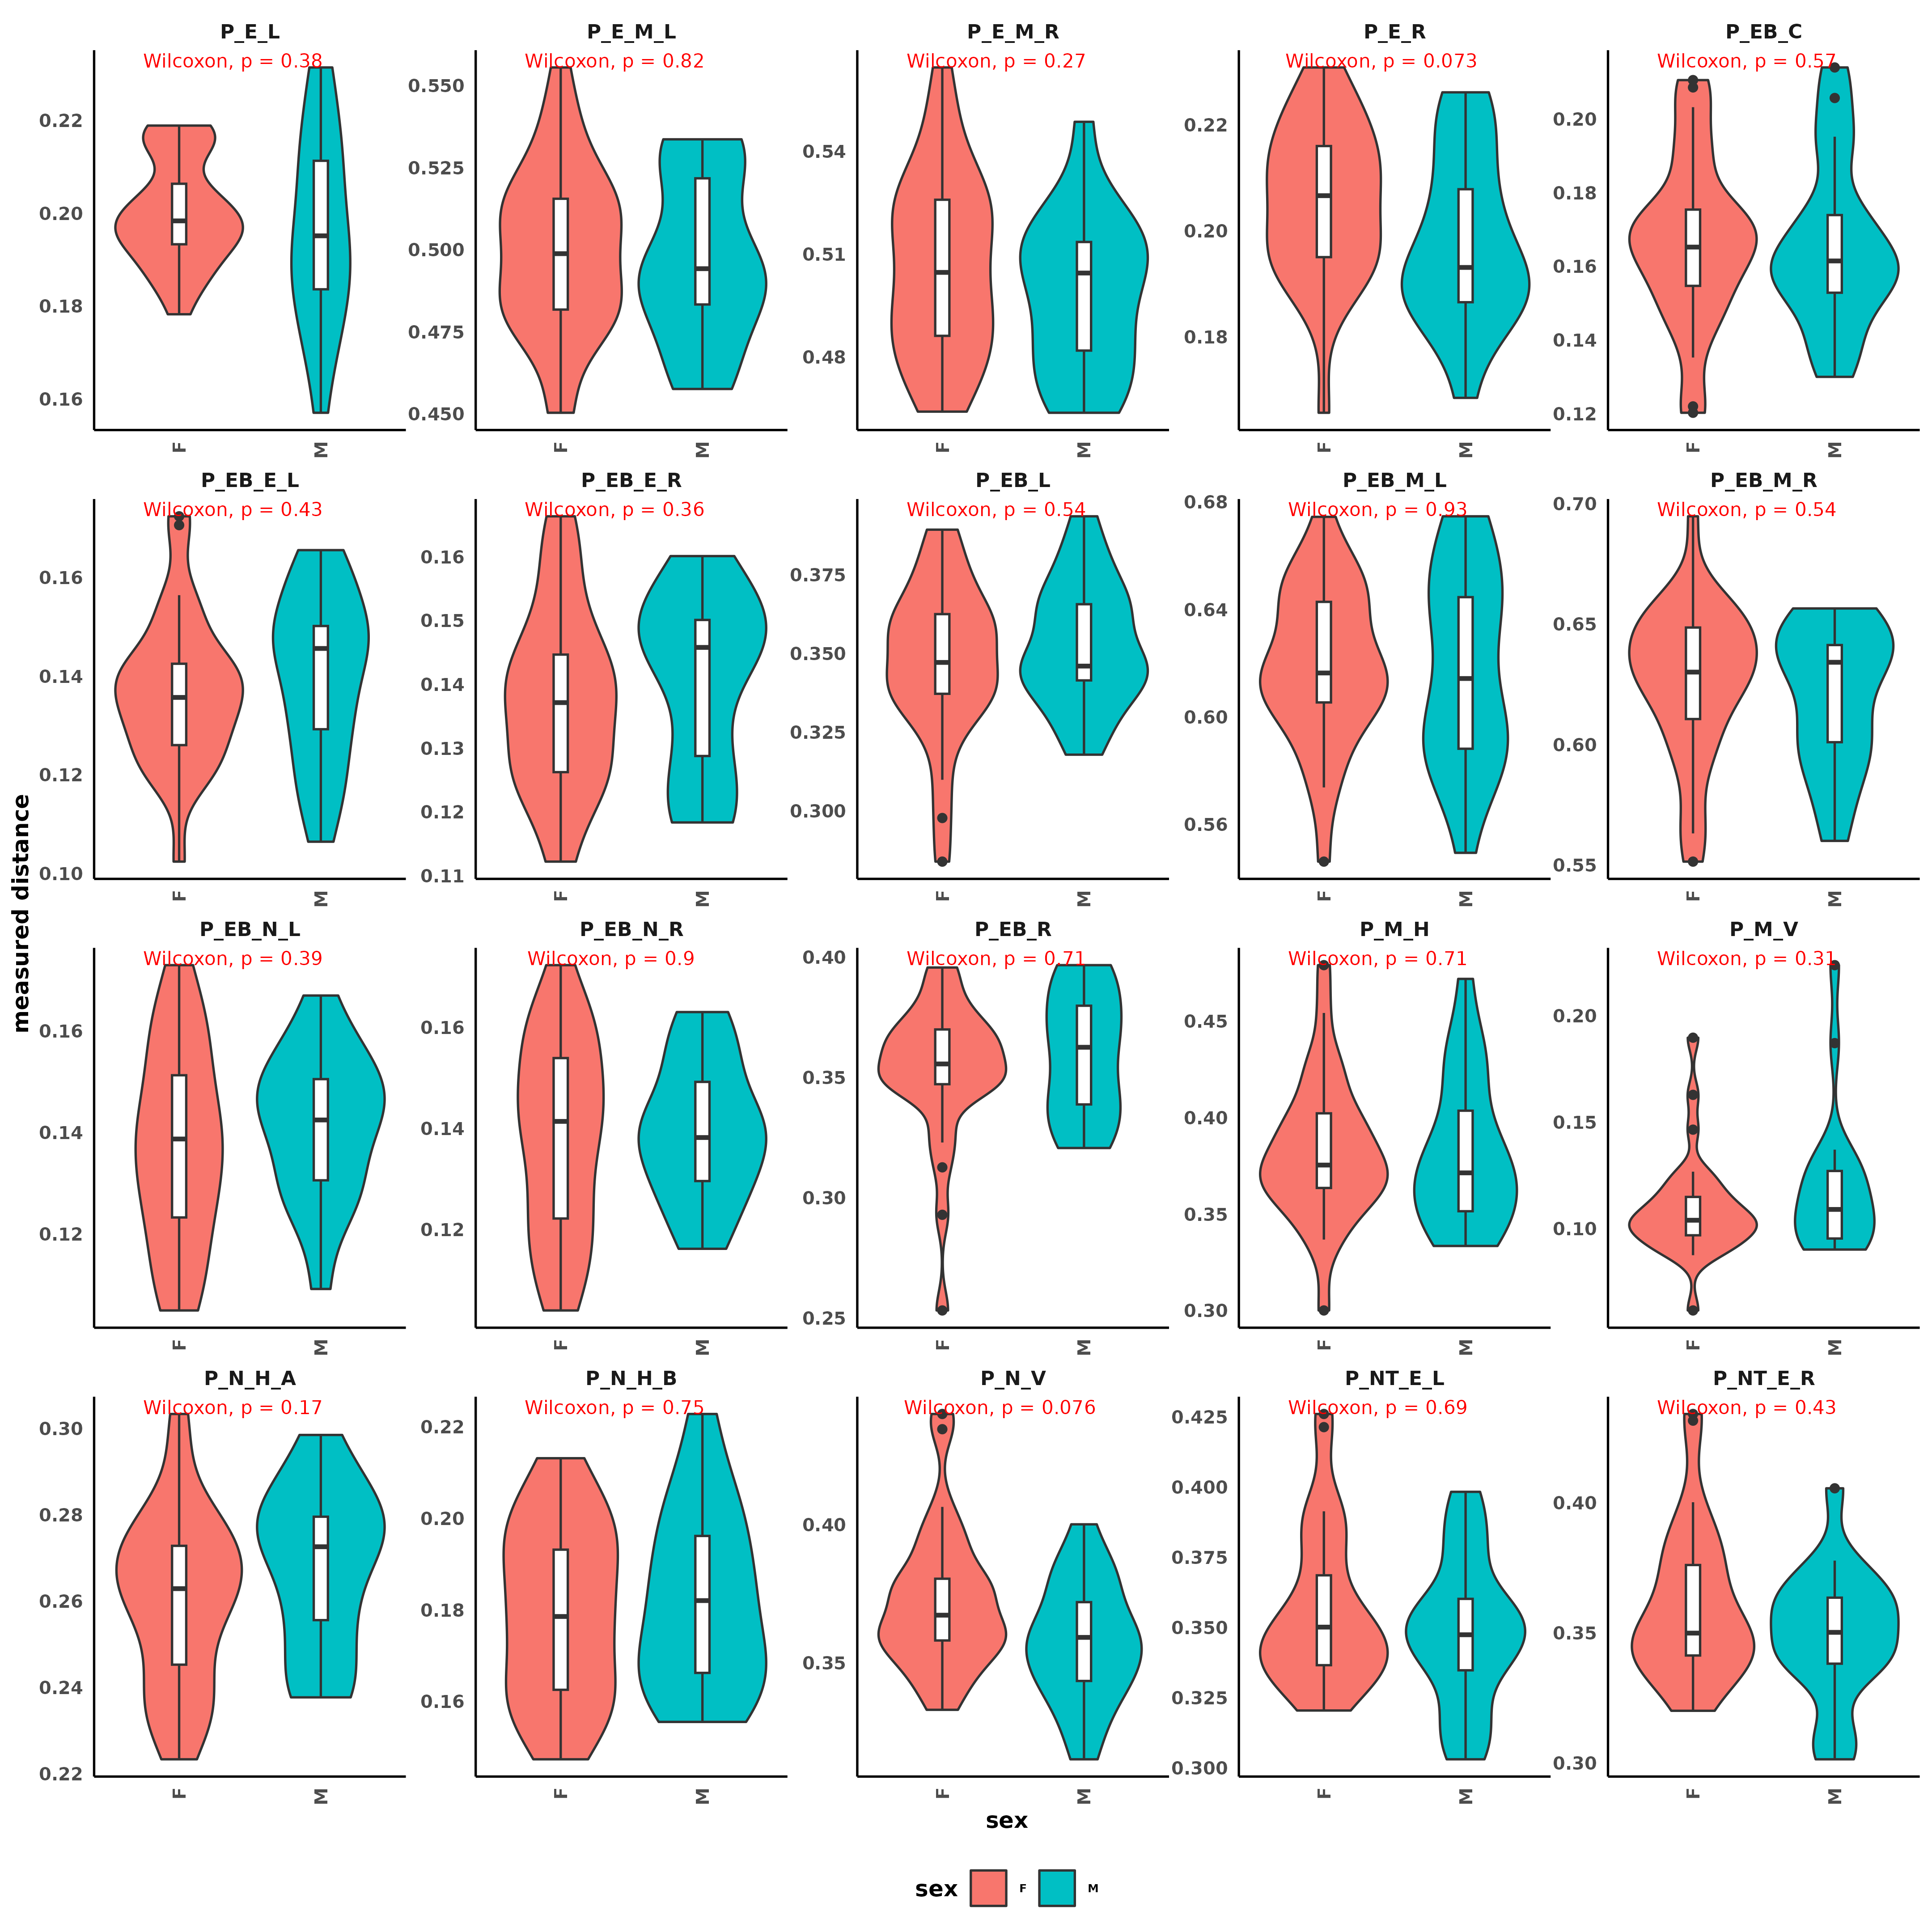 P_E_L P_E_M_L P_E_M_R P_E_R P_EB_C
Wilcoxon, p = 0.38 Wilcoxon, p = 0.82 Wilcoxon, p = 0.27 Wilcoxon, p = 0.073 Wilcoxon, p = 0.57
0.22 0.20 0.18 0.16
0.550 0.525 0.500 0.475 0.450
0.54 0.51 0.48
0.22 0.20 0.18
0.20 0.18 0.16 0.14 0.12
F M F M F M F M F M
P_EB_E_L P_EB_E_R P_EB_L P_EB_M_L P_EB_M_R
Wilcoxon, p = 0.43 Wilcoxon, p = 0.36 Wilcoxon, p = 0.54 Wilcoxon, p = 0.93 Wilcoxon, p = 0.54
0.16 0.14 0.12 0.10
0.16 0.15 0.14 0.13 0.12 0.11
0.375 0.350 0.325 0.300
0.68 0.64 0.60 0.56
0.70 0.65 0.60 0.55
F M F M F M F M F M
measured distance
P_EB_N_L P_EB_N_R P_EB_R P_M_H P_M_V
Wilcoxon, p = 0.39 Wilcoxon, p = 0.9 Wilcoxon, p = 0.71 Wilcoxon, p = 0.71 Wilcoxon, p = 0.31
0.16 0.14 0.12
0.16 0.14 0.12
0.40 0.35 0.30 0.25
0.45 0.40 0.35 0.30
0.20 0.15 0.10
F M F M F M F M F M
P_N_H_A P_N_H_B P_N_V P_NT_E_L P_NT_E_R
Wilcoxon, p = 0.17 Wilcoxon, p = 0.75 Wilcoxon, p = 0.076 Wilcoxon, p = 0.69 Wilcoxon, p = 0.43
0.30 0.28 0.26 0.24 0.22
0.22 0.20 0.18 0.16
0.40 0.35
0.425 0.400 0.375 0.350 0.325 0.300
0.40 0.35 0.30
F M F M F M F M F M
sex
sex F M